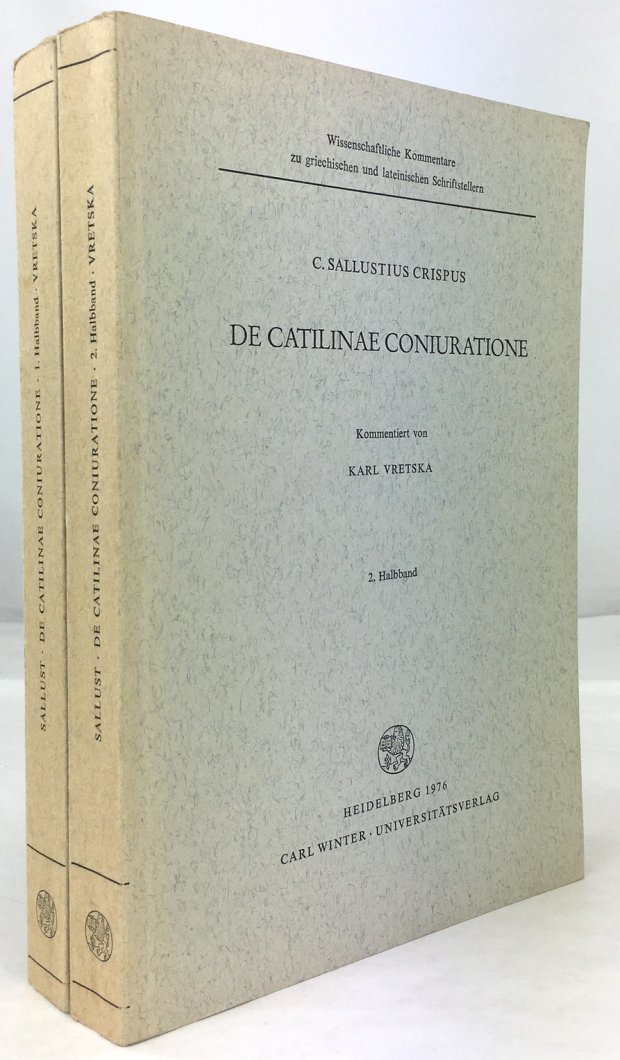 SALLUST · DE CATILINAE CONIURATIONE · 1. Halbband · VRETSKA
SALLUST · DE CATILINAE CONIURATIONE · 2. Halbband · VRETSKA
Wissenschaftliche Kommentare
zu griechischen und lateinischen Schriftstellern
C. SALLUSTIUS CRISPUS
DE CATILINAE CONIURATIONE
Kommentiert von
KARL VRETSKA
2. Halbband
HEIDELBERG 1976
CARL WINTER · UNIVERSITÄTSVERLAG